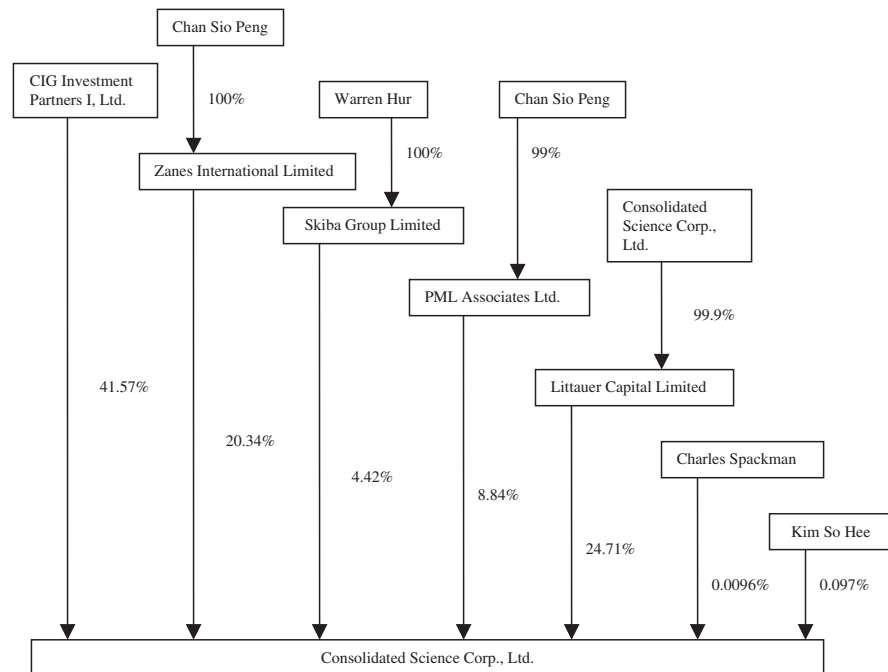 Chan Sio Peng
CIG Investment
Partners I, Ltd.
100%
Warren Hur
Chan Sio Peng
100%
99%
Zanes International Limited
Skiba Group Limited
Consolidated
Science Corp.,
Ltd.
PML Associates Ltd.
99.9%
41.57%
Littauer Capital Limited
20.34%
Charles Spackman
4.42%
8.84%
Kim So Hee
24.71%
0.0096%
0.097%
Consolidated Science Corp., Ltd.